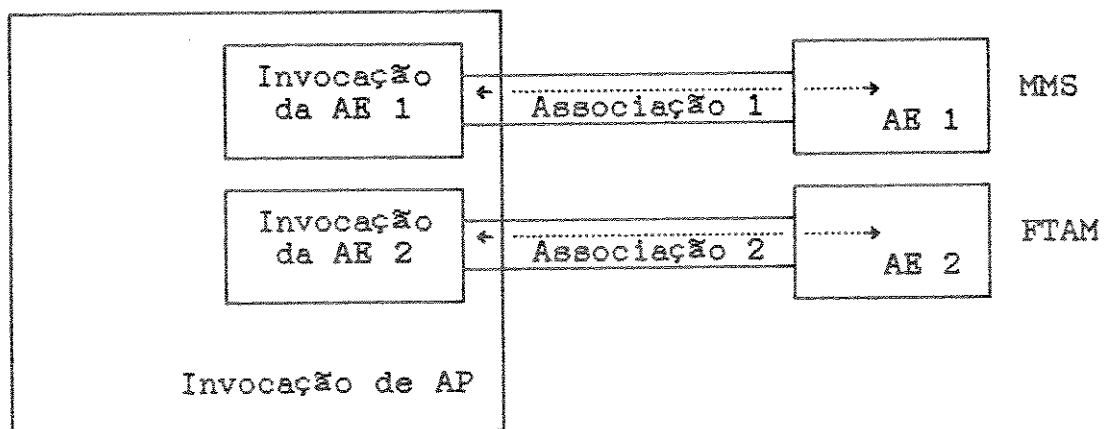 Invocação
da AE 1
Associação 1
AE 1
MMS
Invocação
da AE 2
Associação 2
AE 2
FTAM
Invocação de AP